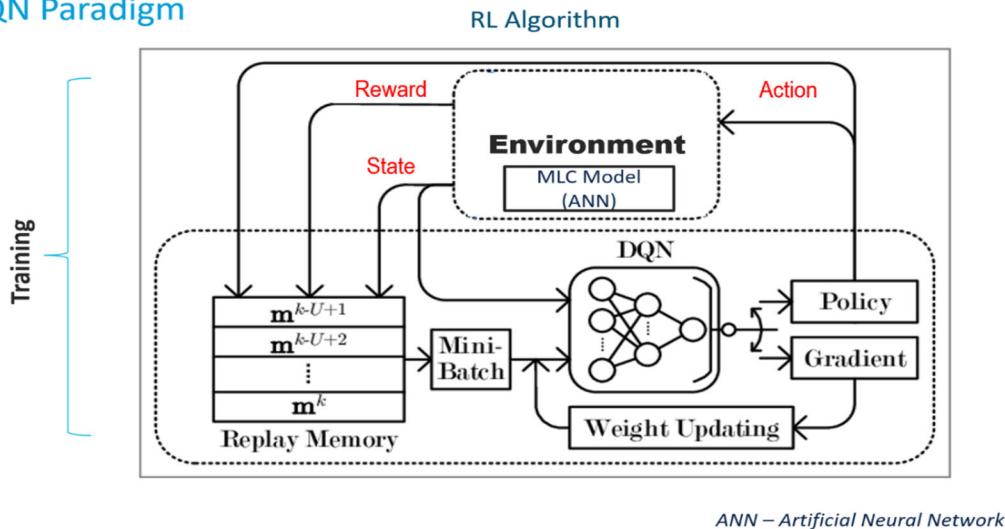 QN Paradigm
RL Algorithm
Training
Reward
Action
State
Environment
MLC Model
(ANN)
DQN
m^{k-U+1}
m^{k-U+2}
⋮
m^k
Replay Memory
Mini-
Batch
Policy
Gradient
Weight Updating
ANN – Artificial Neural Network